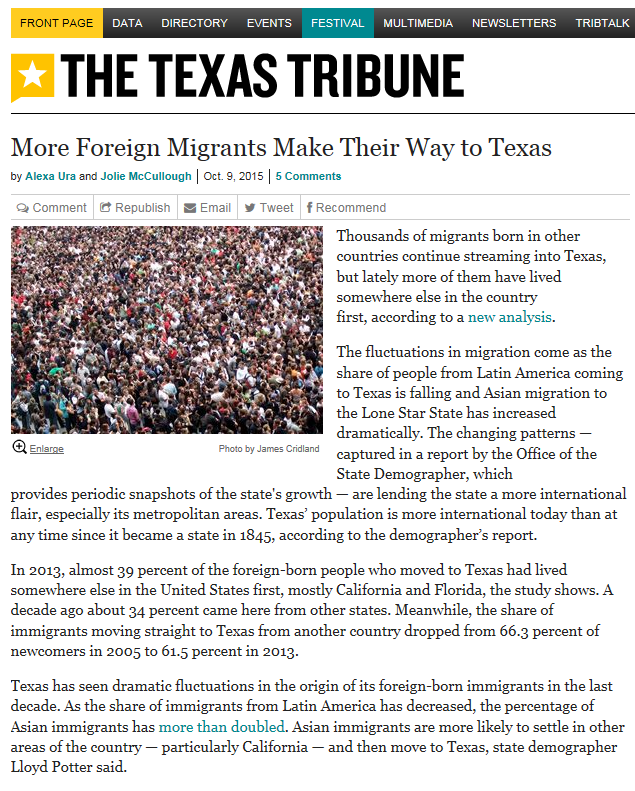 FRONT PAGE DATA DIRECTORY EVENTS FESTIVAL MULTIMEDIA NEWSLETTERS TRIBTALK
THE TEXAS TRIBUNE
More Foreign Migrants Make Their Way to Texas
by Alexa Ura and Jolie McCullough | Oct. 9, 2015 | 5 Comments
Comment Republish Email Tweet Recommend
Enlarge Photo by James Cridland
Thousands of migrants born in other
countries continue streaming into Texas,
but lately more of them have lived
somewhere else in the country
first, according to a new analysis.
The fluctuations in migration come as the
share of people from Latin America coming
to Texas is falling and Asian migration to
the Lone Star State has increased
dramatically. The changing patterns —
captured in a report by the Office of the
State Demographer, which
provides periodic snapshots of the state's growth — are lending the state a more international
flair, especially its metropolitan areas. Texas’ population is more international today than at
any time since it became a state in 1845, according to the demographer’s report.
In 2013, almost 39 percent of the foreign-born people who moved to Texas had lived
somewhere else in the United States first, mostly California and Florida, the study shows. A
decade ago about 34 percent came here from other states. Meanwhile, the share of
immigrants moving straight to Texas from another country dropped from 66.3 percent of
newcomers in 2005 to 61.5 percent in 2013.
Texas has seen dramatic fluctuations in the origin of its foreign-born immigrants in the last
decade. As the share of immigrants from Latin America has decreased, the percentage of
Asian immigrants has more than doubled. Asian immigrants are more likely to settle in other
areas of the country — particularly California — and then move to Texas, state demographer
Lloyd Potter said.